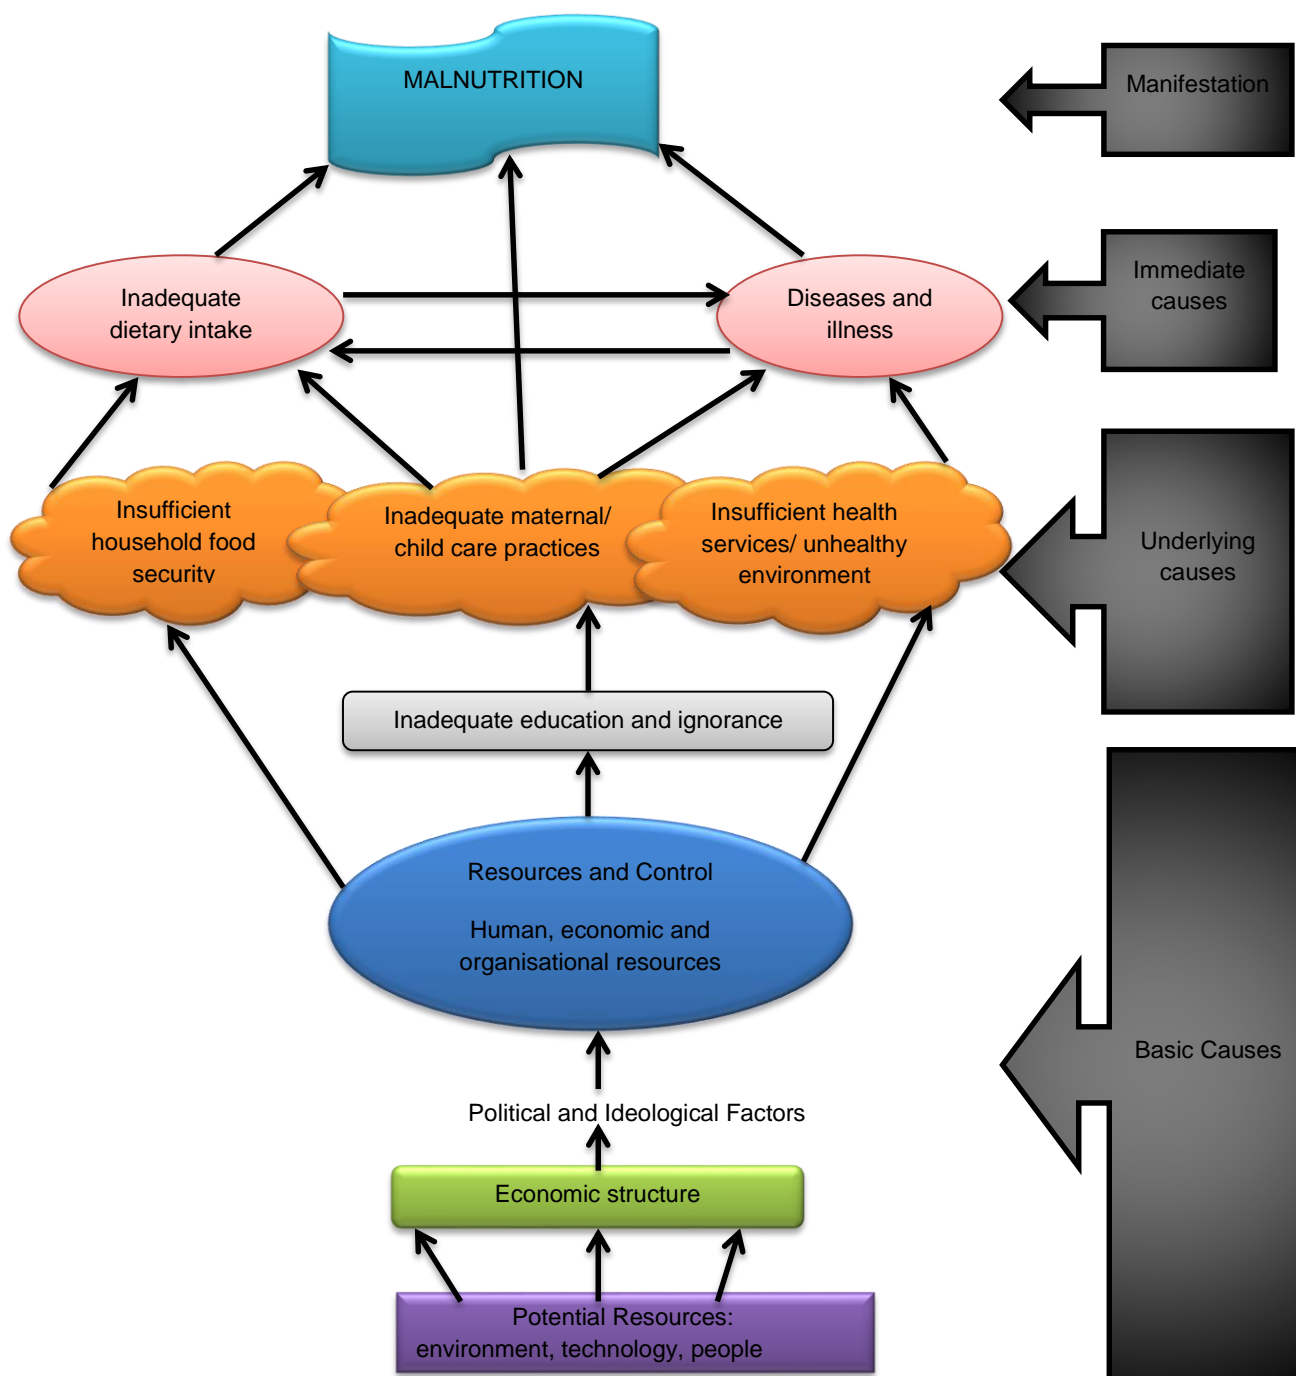 MALNUTRITION
Manifestation
Inadequate
dietary intake
Diseases and
illness
Immediate
causes
Insufficient
household food
security
Inadequate maternal/
child care practices
Insufficient health
services/ unhealthy
environment
Underlying
causes
Inadequate education and ignorance
Resources and Control
Human, economic and
organisational resources
Basic Causes
Political and Ideological Factors
Economic structure
Potential Resources:
environment, technology, people